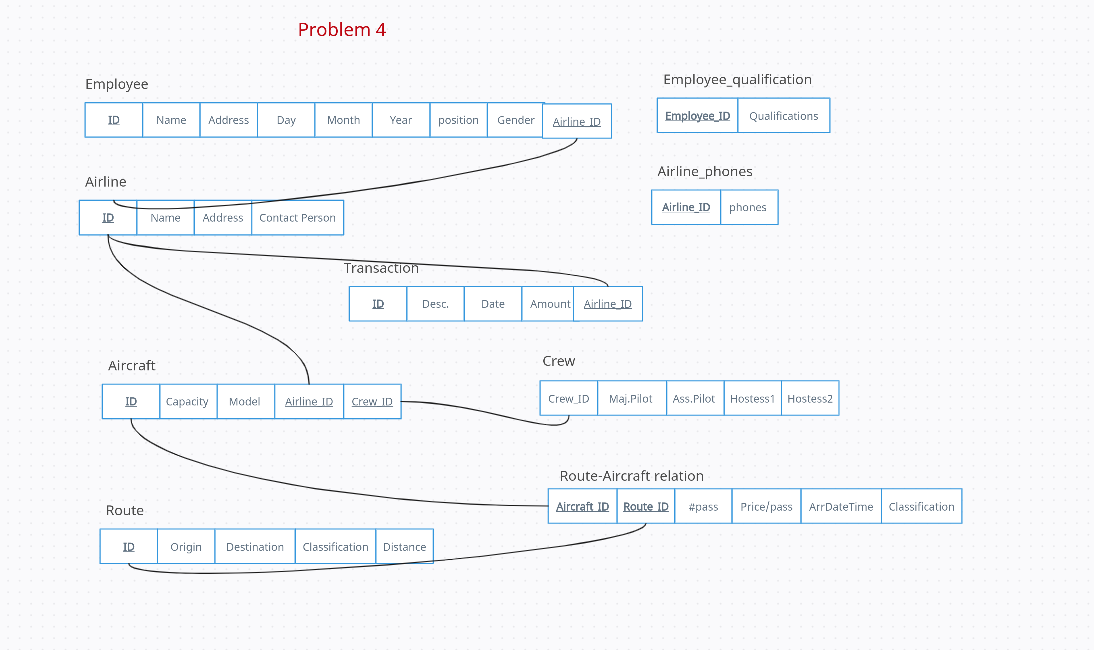 Problem 4
Employee
ID Name Address Day Month Year position Gender Airline_ID
Employee_qualification
Employee_ID Qualifications
Airline_phones
Airline_ID phones
Airline
ID Name Address Contact Person
Transaction
ID Desc. Date Amount Airline_ID
Aircraft
ID Capacity Model Airline_ID Crew_ID
Crew
Crew_ID Maj.Pilot Ass.Pilot Hostess1 Hostess2
Route-Aircraft relation
Aircraft_ID Route_ID #pass Price/pass ArrDateTime Classification
Route
ID Origin Destination Classification Distance